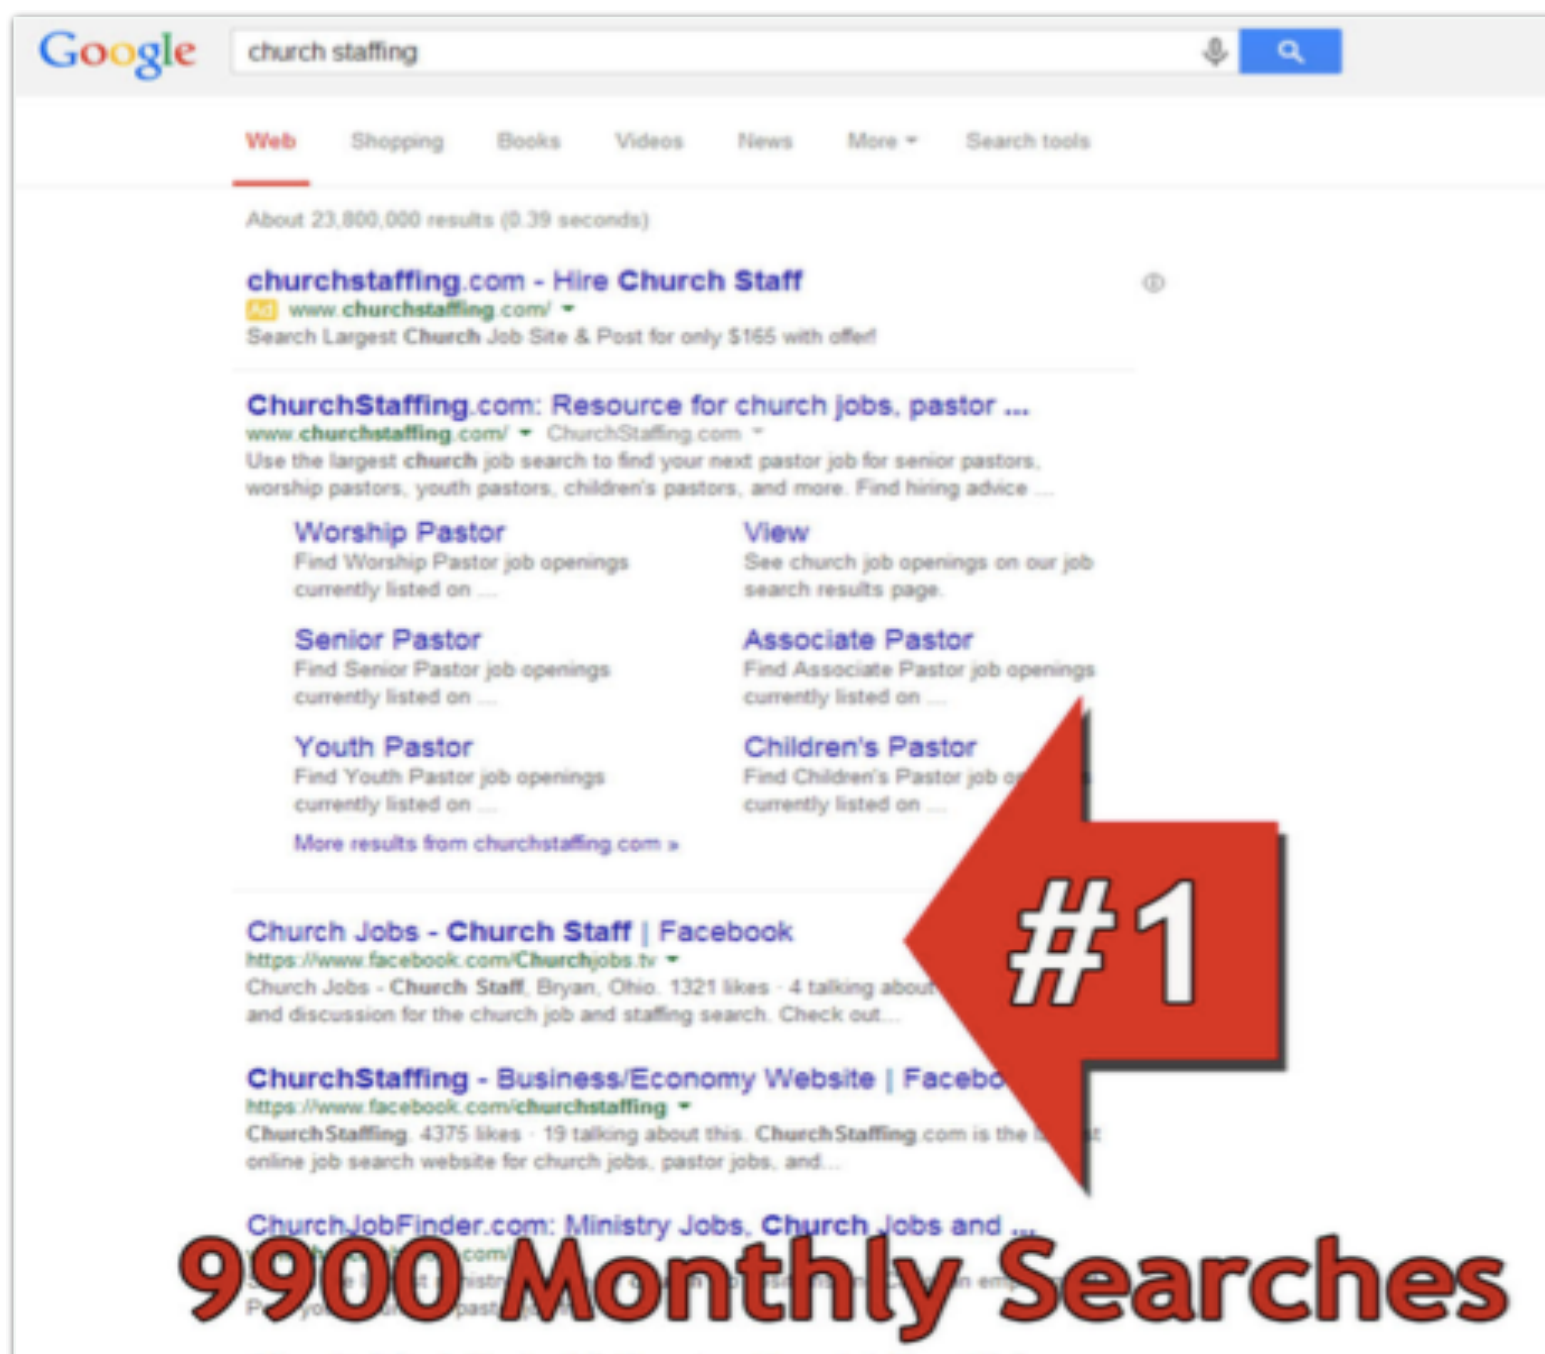 Google church staffing
Web Shopping Books Videos News More Search tools
About 23,800,000 results (0.39 seconds)
churchstaffing.com - Hire Church Staff
Ad www.churchstaffing.com/
Search Largest Church Job Site & Post for only $165 with offer!
ChurchStaffing.com: Resource for church jobs, pastor ...
www.churchstaffing.com/ ChurchStaffing.com
Use the largest church job search to find your next pastor job for senior pastors,
worship pastors, youth pastors, children's pastors, and more. Find hiring advice ...
Worship Pastor
Find Worship Pastor job openings
currently listed on ...
View
See church job openings on our job
search results page.
Senior Pastor
Find Senior Pastor job openings
currently listed on ...
Associate Pastor
Find Associate Pastor job openings
currently listed on ...
Youth Pastor
Find Youth Pastor job openings
currently listed on ...
Children's Pastor
Find Children's Pastor job
currently listed on ...
More results from churchstaffing.com »
Church Jobs - Church Staff | Facebook
https://www.facebook.com/Churchjobs.tv
Church Jobs - Church Staff, Bryan, Ohio. 1321 likes · 4 talking about
and discussion for the church job and staffing search. Check out...
#1
ChurchStaffing - Business/Economy Website | Facebo
https://www.facebook.com/churchstaffing
ChurchStaffing. 4375 likes · 19 talking about this. ChurchStaffing.com is the
online job search website for church jobs, pastor jobs, and...
ChurchJobFinder.com: Ministry Jobs, Church Jobs and ...
9900 Monthly Searches